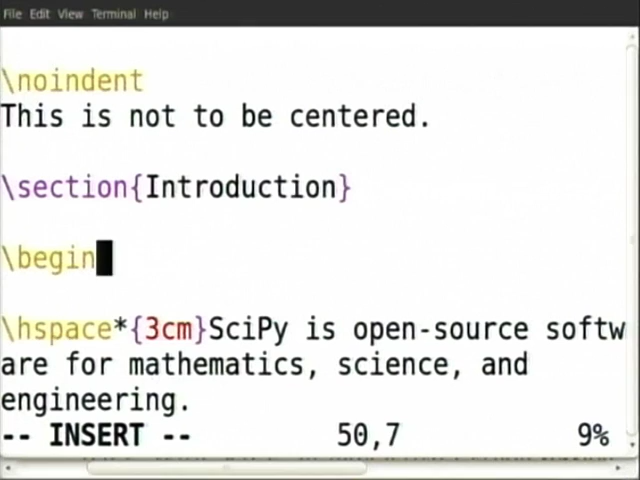 File Edit View Terminal Help
\noindent
This is not to be centered.
\section{Introduction}
\begin
\hspace*{3cm}SciPy is open-source softw
are for mathematics, science, and
engineering.
-- INSERT -- 50,7 9%